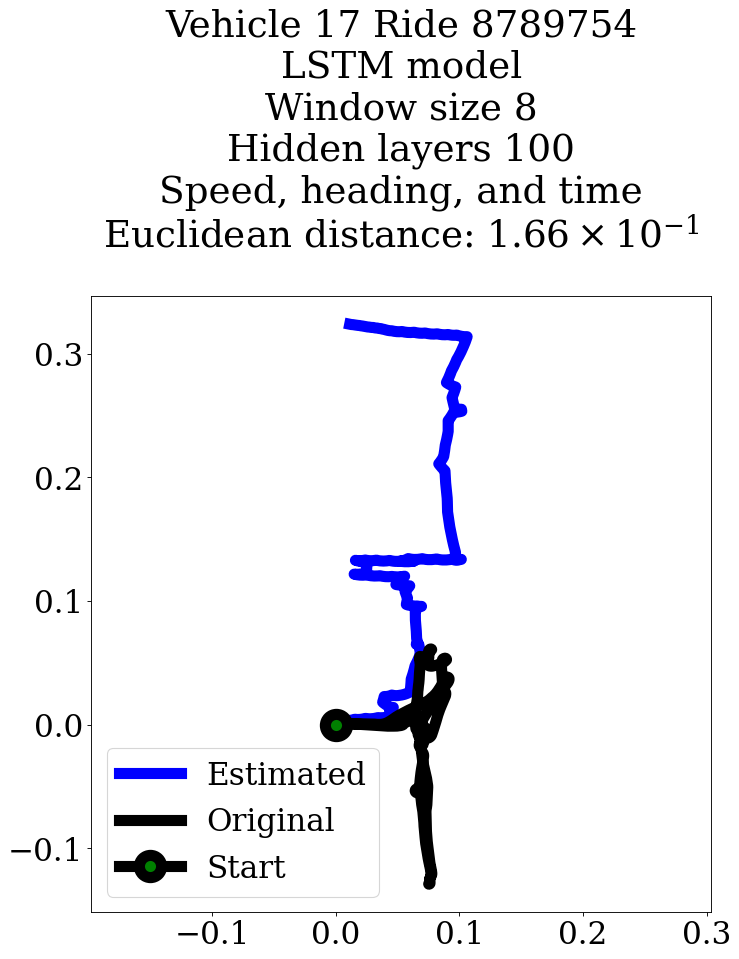 Vehicle 17 Ride 8789754
LSTM model
Window size 8
Hidden layers 100
Speed, heading, and time
Euclidean distance: 1.66 × 10⁻¹
0.3
0.2
0.1
0.0
−0.1
Estimated
Original
Start
−0.1 0.0 0.1 0.2 0.3